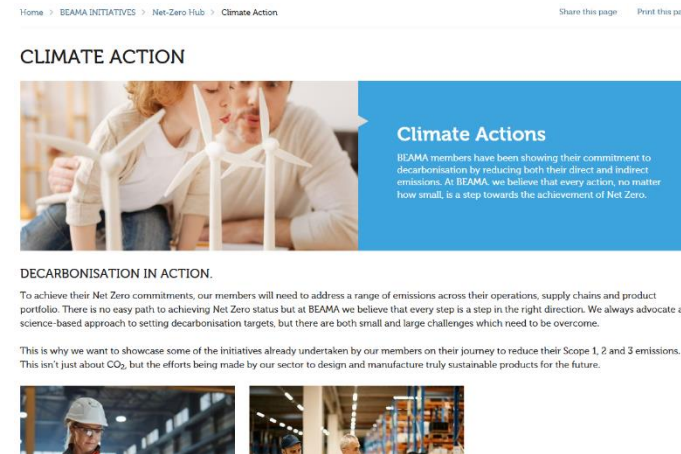 Home > BEAMA INITIATIVES > Net-Zero Hub > Climate Action
Share this page Print this pa
CLIMATE ACTION
Climate Actions
BEAMA members have been showing their commitment to
decarbonisation by reducing both their direct and indirect
emissions. At BEAMA. we believe that every action, no matter
how small, is a step towards the achievement of Net Zero.
DECARBONISATION IN ACTION.
To achieve their Net Zero commitments, our members will need to address a range of emissions across their operations, supply chains and product
portfolio. There is no easy path to achieving Net Zero status but at BEAMA we believe that every step is a step in the right direction. We always advocate a
science-based approach to setting decarbonisation targets, but there are both small and large challenges which need to be overcome.
This is why we want to showcase some of the initiatives already undertaken by our members on their journey to reduce their Scope 1, 2 and 3 emissions.
This isn't just about CO₂, but the efforts being made by our sector to design and manufacture truly sustainable products for the future.